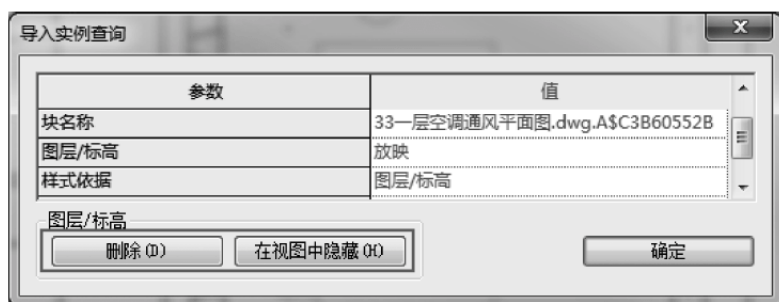 导入实例查询
参数 值
块名称 33一层空调通风平面图.dwg.A$C3B60552B
图层/标高 放映
样式依据 图层/标高
图层/标高
删除(D) 在视图中隐藏(H) 确定